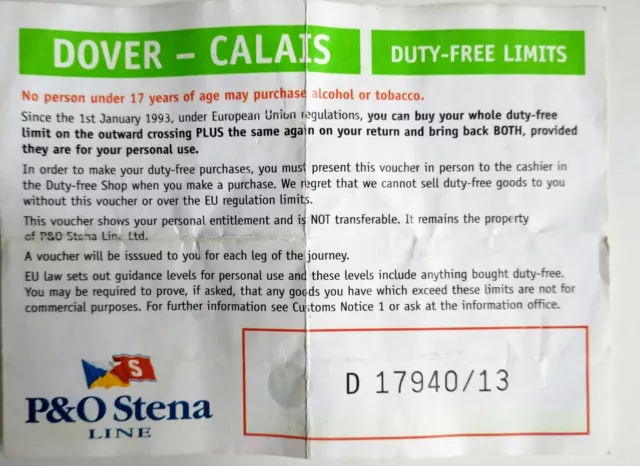 DOVER – CALAIS
DUTY-FREE LIMITS
No person under 17 years of age may purchase alcohol or tobacco.
Since the 1st January 1993, under European Union regulations, you can buy your whole duty-free
limit on the outward crossing PLUS the same again on your return and bring back BOTH, provided
they are for your personal use.
In order to make your duty-free purchases, you must present this voucher in person to the cashier in
the Duty-free Shop when you make a purchase. We regret that we cannot sell duty-free goods to you
without this voucher or over the EU regulation limits.
This voucher shows your personal entitlement and is NOT transferable. It remains the property
of P&O Stena Line Ltd.
A voucher will be isssued to you for each leg of the journey.
EU law sets out guidance levels for personal use and these levels include anything bought duty-free.
You may be required to prove, if asked, that any goods you have which exceed these limits are not for
commercial purposes. For further information see Customs Notice 1 or ask at the information office.
S
P&O Stena
LINE
D 17940/13